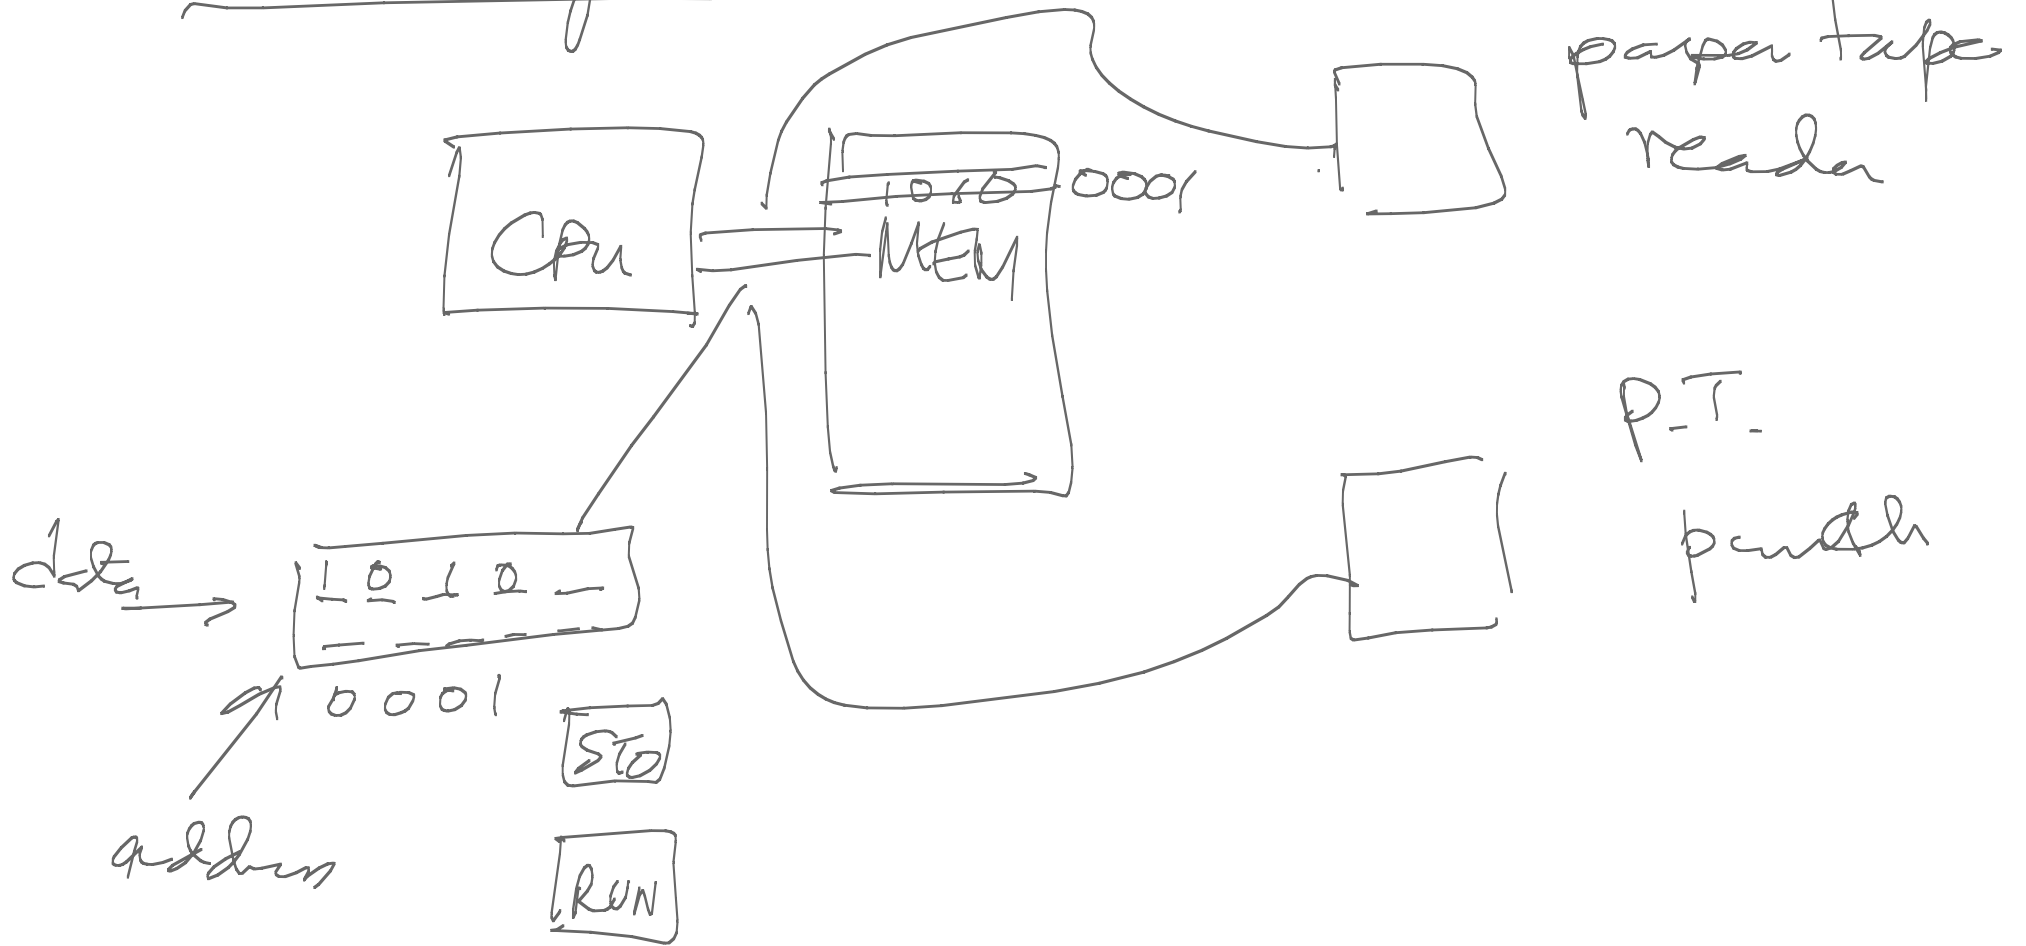 paper tape
reader
1010 0001
CPU
MEM
P.T.
punch
data
1010
0001
STO
address
RUN